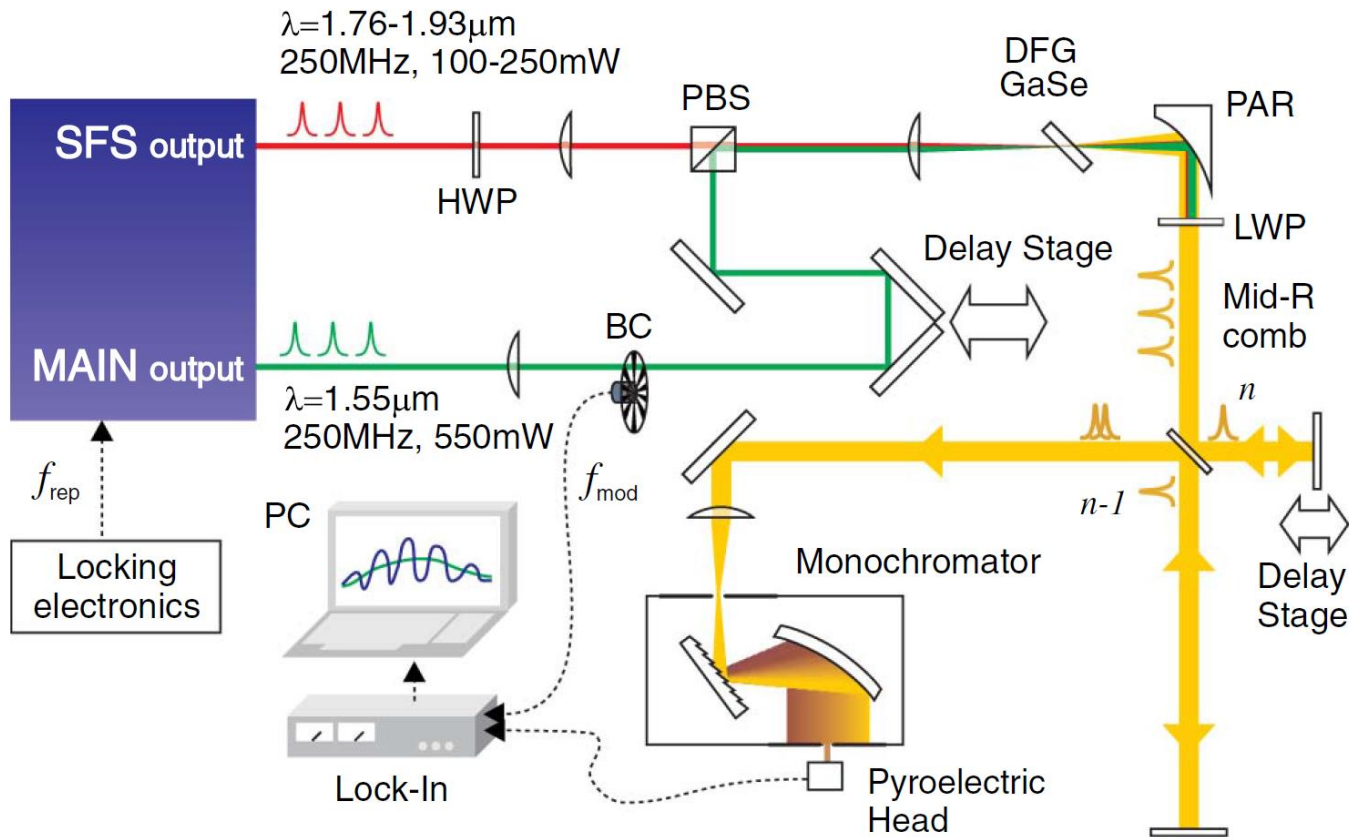 λ=1.76-1.93μm
250MHz, 100-250mW
SFS output
HWP
PBS
DFG
GaSe
PAR
LWP
Delay Stage
Mid-R
comb
MAIN output
BC
λ=1.55μm
250MHz, 550mW
n
n-1
f_rep
f_mod
PC
Locking
electronics
Monochromator
Delay
Stage
Lock-In
Pyroelectric
Head